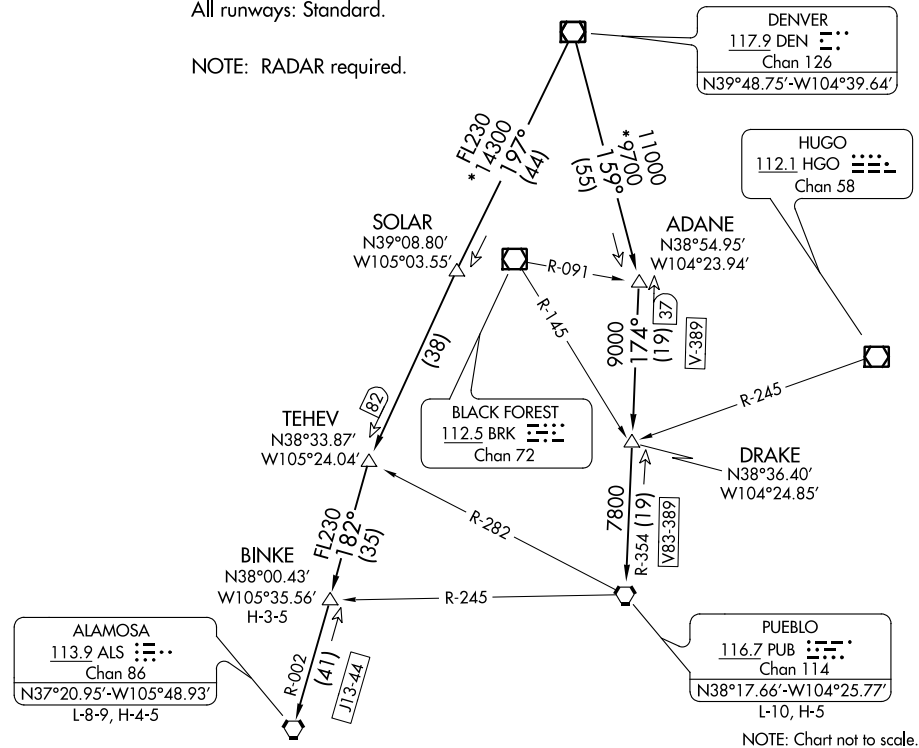 All runways: Standard.
NOTE: RADAR required.
DENVER
117.9 DEN
Chan 126
N39°48.75'-W104°39.64'
FL230
*14300
197°
(44)
11000
*9700
159°
(55)
HUGO
112.1 HGO
Chan 58
SOLAR
N39°08.80'
W105°03.55'
ADANE
N38°54.95'
W104°23.94'
R-091
R-145
37
9000
174°
(19)
V-389
(38)
R-245
82
BLACK FOREST
112.5 BRK
Chan 72
TEHEV
N38°33.87'
W105°24.04'
DRAKE
N38°36.40'
W104°24.85'
R-282
7800
R-354 (19)
V83-389
FL230
182°
(35)
BINKE
N38°00.43'
W105°35.56'
H-3-5
R-245
ALAMOSA
113.9 ALS
Chan 86
N37°20.95'-W105°48.93'
L-8-9, H-4-5
R-002
(41)
J13-44
PUEBLO
116.7 PUB
Chan 114
N38°17.66'-W104°25.77'
L-10, H-5
NOTE: Chart not to scale.